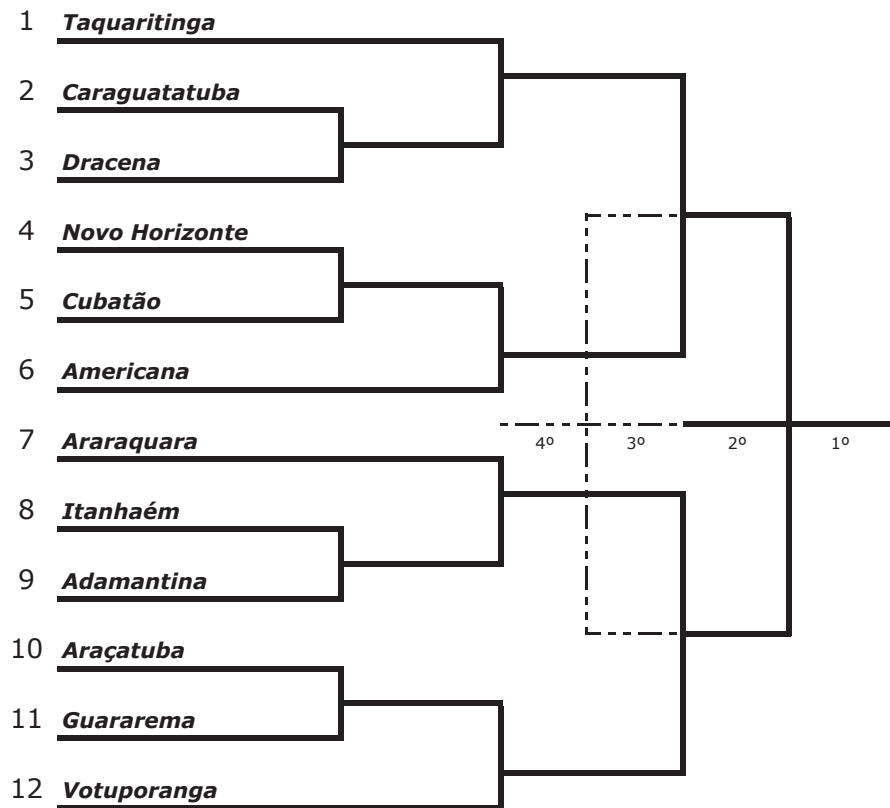 1 Taquaritinga
2 Caraguatatuba
3 Dracena
4 Novo Horizonte
5 Cubatão
6 Americana
7 Araraquara
4º 3º 2º 1º
8 Itanhaém
9 Adamantina
10 Araçatuba
11 Guararema
12 Votuporanga